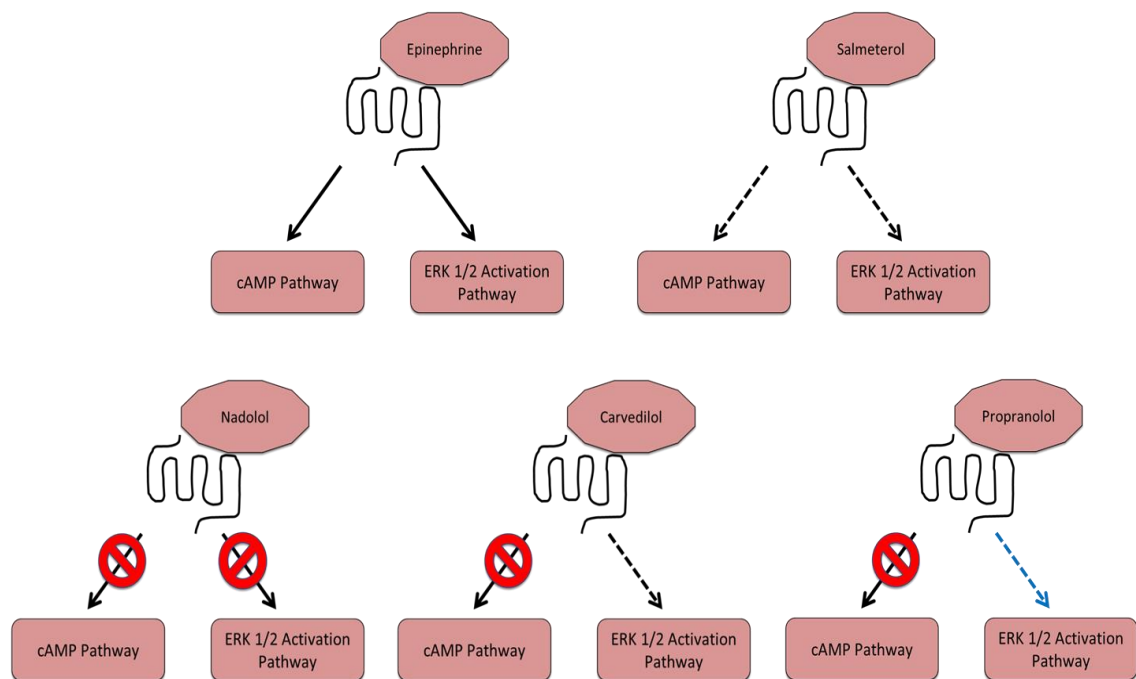 Epinephrine
Salmeterol
cAMP Pathway
ERK 1/2 Activation
Pathway
cAMP Pathway
ERK 1/2 Activation
Pathway
Nadolol
Carvedilol
Propranolol
cAMP Pathway
ERK 1/2 Activation
Pathway
cAMP Pathway
ERK 1/2 Activation
Pathway
cAMP Pathway
ERK 1/2 Activation
Pathway